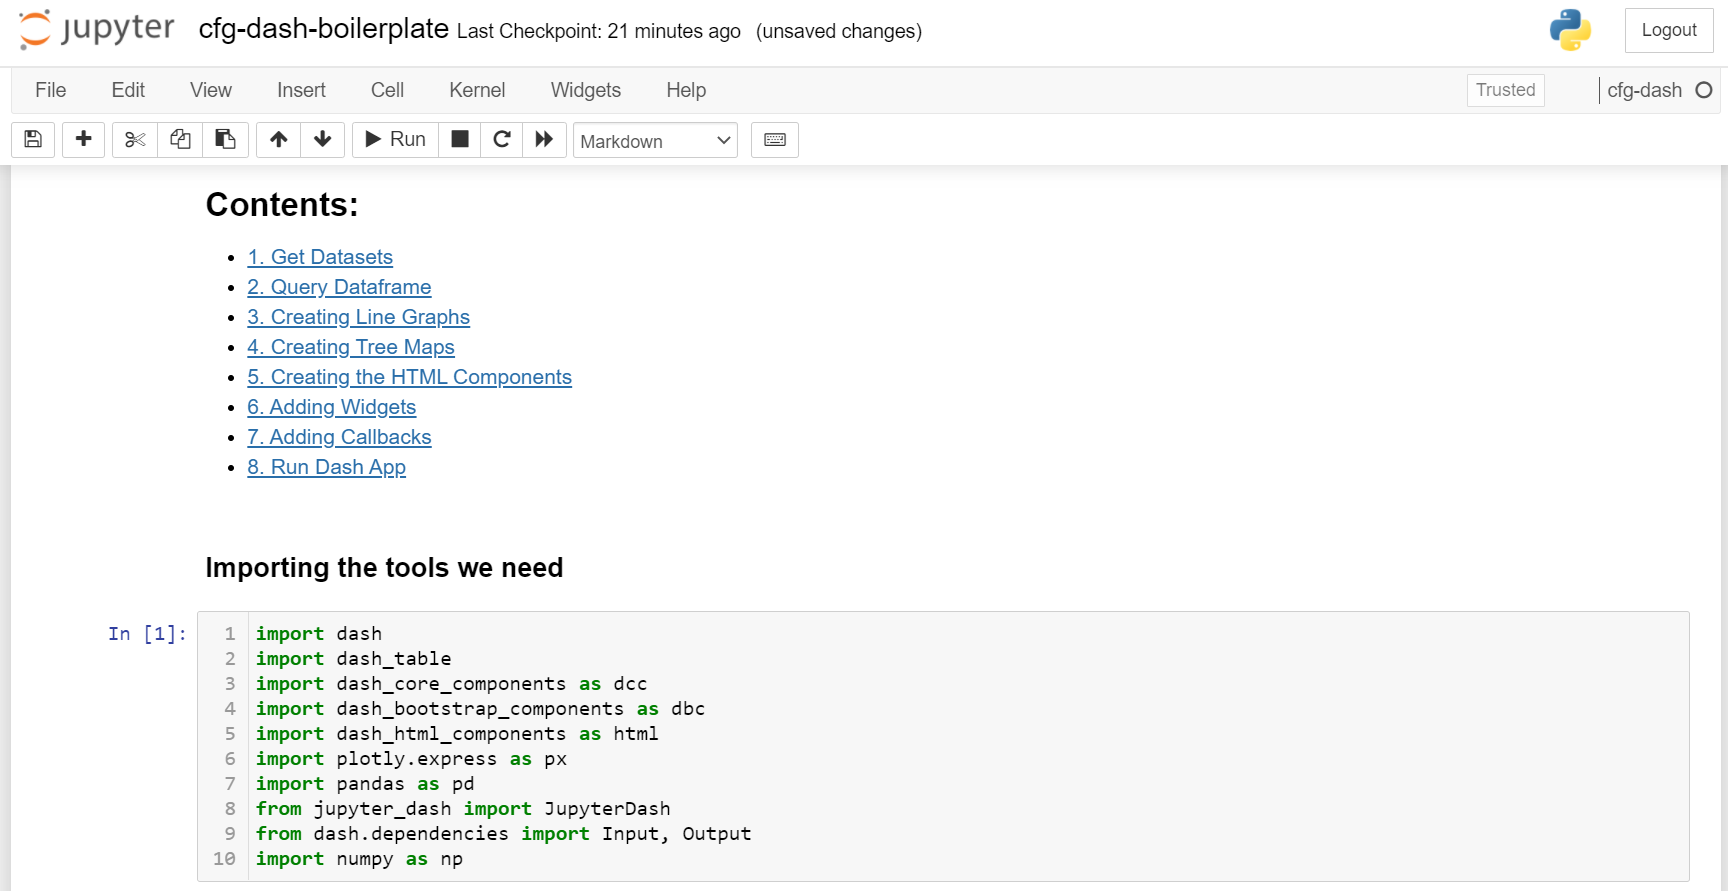 jupyter cfg-dash-boilerplate Last Checkpoint: 21 minutes ago (unsaved changes) Logout
File Edit View Insert Cell Kernel Widgets Help Trusted cfg-dash
Run Markdown
Contents:
1. Get Datasets
2. Query Dataframe
3. Creating Line Graphs
4. Creating Tree Maps
5. Creating the HTML Components
6. Adding Widgets
7. Adding Callbacks
8. Run Dash App
Importing the tools we need
In [1]: 1 import dash
2 import dash_table
3 import dash_core_components as dcc
4 import dash_bootstrap_components as dbc
5 import dash_html_components as html
6 import plotly.express as px
7 import pandas as pd
8 from jupyter_dash import JupyterDash
9 from dash.dependencies import Input, Output
10 import numpy as np